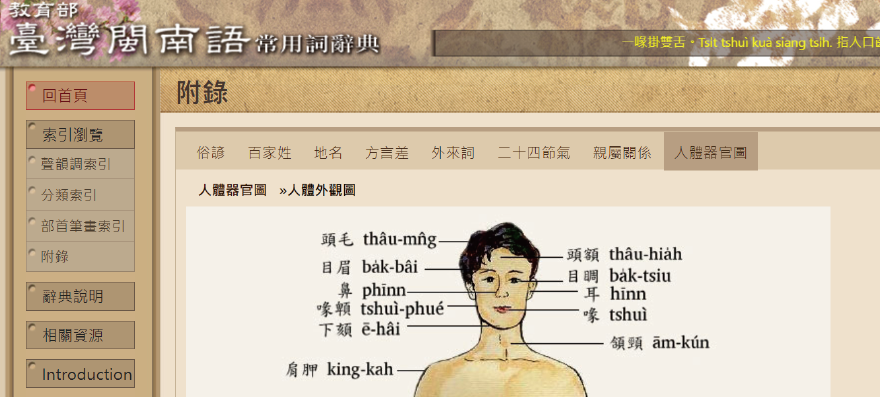 教育部
臺灣閩南語常用詞辭典
一喙掛雙舌·Tsi̍t tshuì kuà siang tsi̍h. 指人口
回首頁
索引瀏覽
聲韻調索引
分類索引
部首筆畫索引
附錄
辭典說明
相關資源
Introduction
附錄
俗諺 百家姓 地名 方言差 外來詞 二十四節氣 親屬關係 人體器官圖
人體器官圖 »人體外觀圖
頭毛 thâu-mn̂g
目眉 ba̍k-bâi
鼻 phīnn
喙䫌 tshuì-phué
下頦 ē-hâi
肩胛 king-kah
頭額 thâu-hia̍h
目睭 ba̍k-tsiu
耳 hīnn
喙 tshuì
頷頸 ām-kún